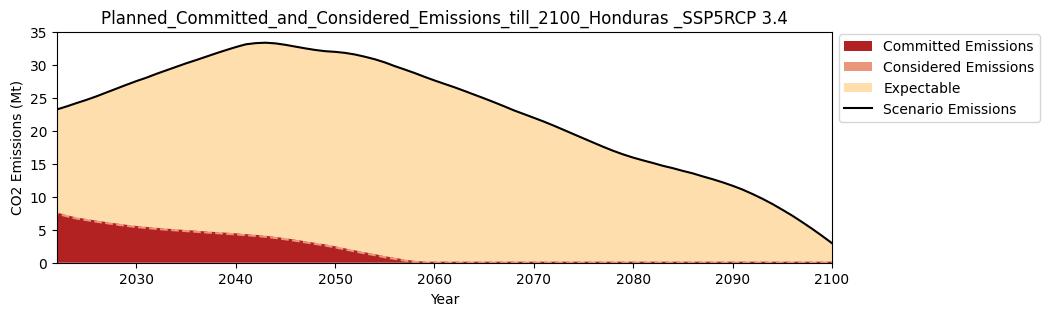 Planned_Committed_and_Considered_Emissions_till_2100_Honduras _SSP5RCP 3.4
35
30
25
20
15
10
5
0
CO2 Emissions (Mt)
2030 2040 2050 2060 2070 2080 2090 2100
Year
Committed Emissions
Considered Emissions
Expectable
Scenario Emissions